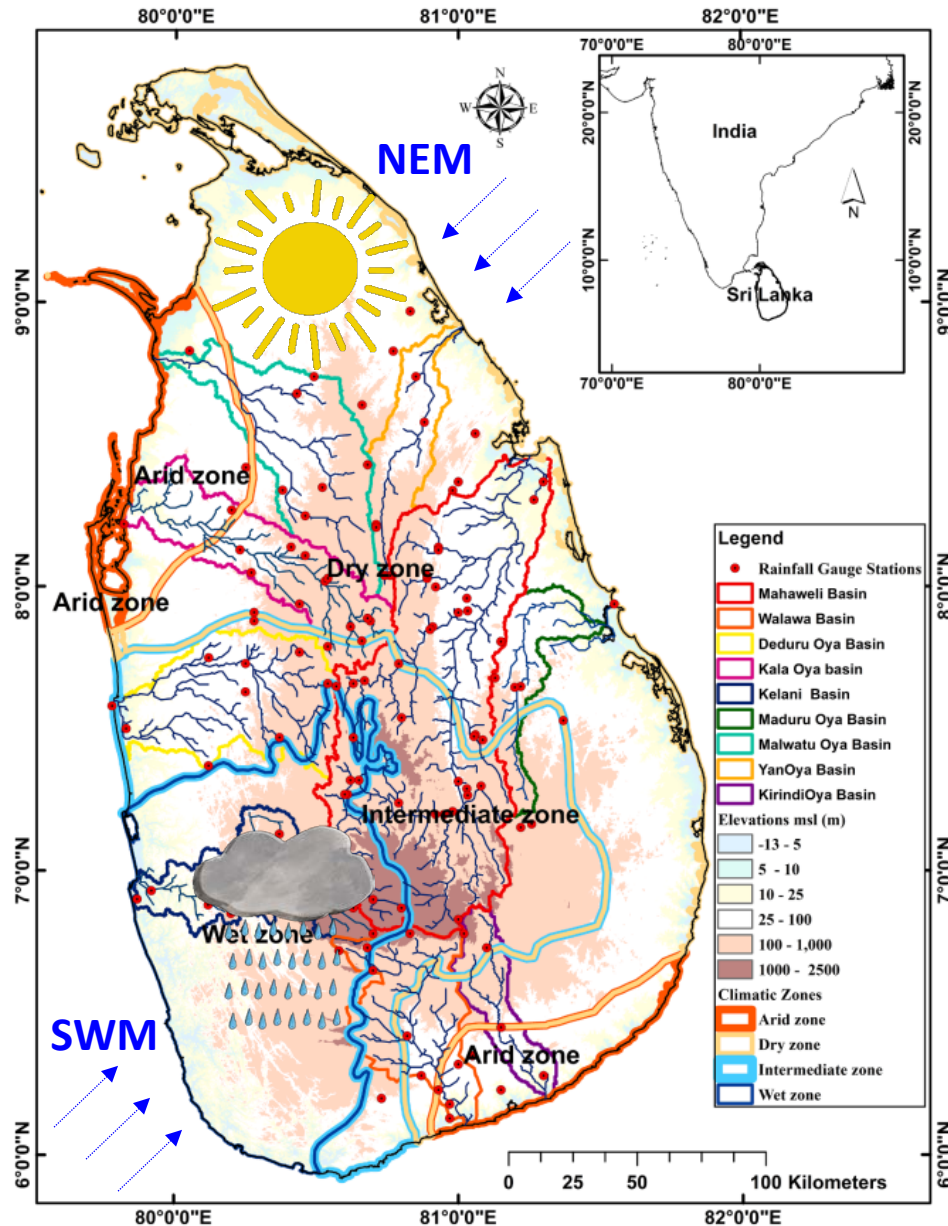 80°0'0"E
81°0'0"E
82°0'0"E
70°0'0"E
80°0'0"E
N
W
E
S
NEM
20°0'0"N
India
20°0'0"N
N
10°0'0"N
10°0'0"N
Sri Lanka
70°0'0"E
80°0'0"E
9°0'0"N
9°0'0"N
Arid zone
Dry zone
8°0'0"N
8°0'0"N
Arid zone
Intermediate zone
7°0'0"N
7°0'0"N
Wet zone
SWM
Arid zone
6°0'0"N
6°0'0"N
Legend
Rainfall Gauge Stations
Mahaweli Basin
Walawa Basin
Deduru Oya Basin
Kala Oya basin
Kelani Basin
Maduru Oya Basin
Malwatu Oya Basin
YanOya Basin
KirindiOya Basin
Elevations msl (m)
-13 - 5
5 - 10
10 - 25
25 - 100
100 - 1,000
1000 - 2500
Climatic Zones
Arid zone
Dry zone
Intermediate zone
Wet zone
0 25 50 100 Kilometers
80°0'0"E
81°0'0"E
82°0'0"E